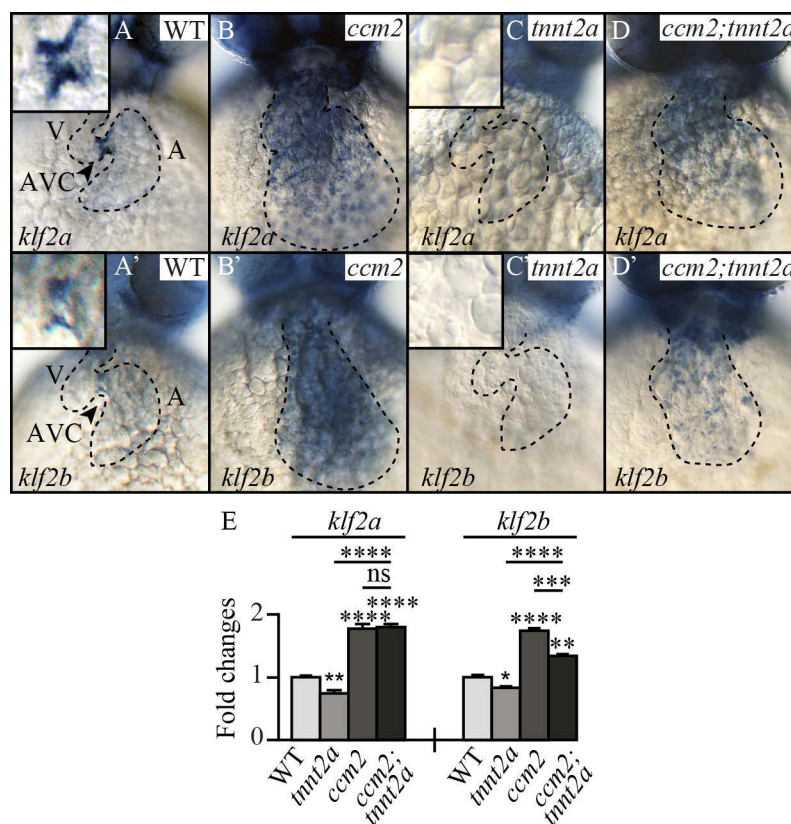 A WT
B ccm2
C tnnt2a
D ccm2;tnnt2a
V
A
AVC
klf2a
klf2a
klf2a
klf2a
A' WT
B' ccm2
C' tnnt2a
D' ccm2;tnnt2a
V
A
AVC
klf2b
klf2b
klf2b
klf2b
E
klf2a
klf2b
****
****
ns
***
****
****
****
**
**
*
Fold changes
2
1
0
WT
tnnt2a
ccm2
ccm2;
tnnt2a
WT
tnnt2a
ccm2
ccm2;
tnnt2a